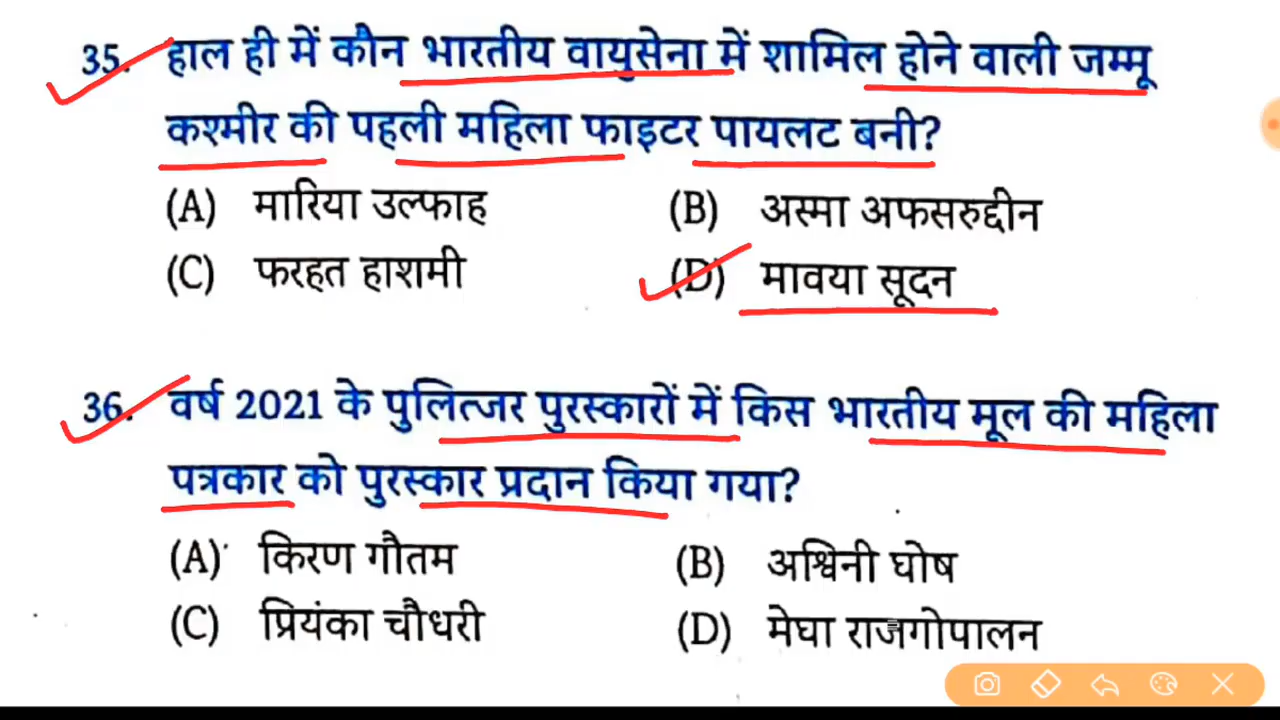 35. हाल ही में कौन भारतीय वायुसेना में शामिल होने वाली जम्मू
कश्मीर की पहली महिला फाइटर पायलट बनी?
(A) मारिया उल्फाह (B) अस्मा अफसरुद्दीन
(C) फरहत हाशमी (D) मावया सूदन
36. वर्ष 2021 के पुलित्जर पुरस्कारों में किस भारतीय मूल की महिला
पत्रकार को पुरस्कार प्रदान किया गया?
(A) किरण गौतम (B) अश्विनी घोष
(C) प्रियंका चौधरी (D) मेघा राजगोपालन